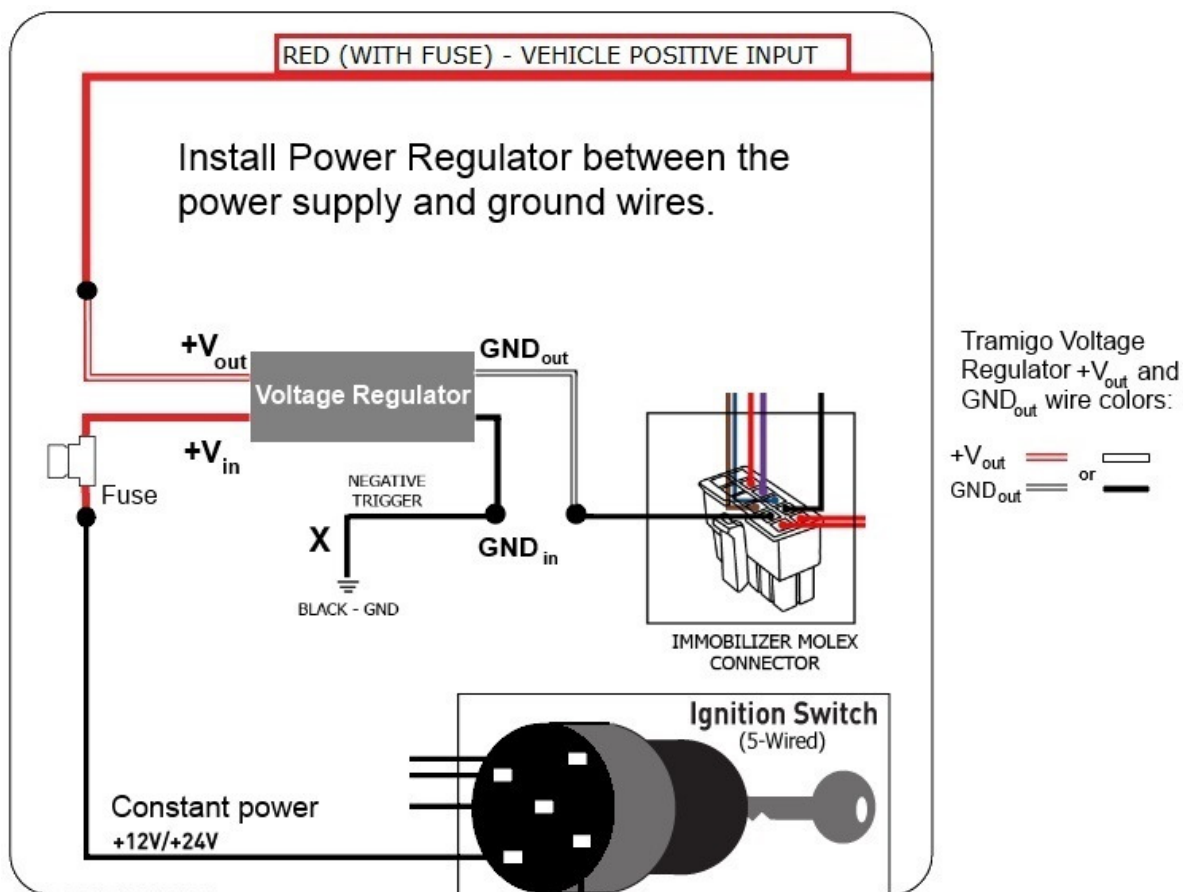 RED (WITH FUSE) - VEHICLE POSITIVE INPUT
Install Power Regulator between the
power supply and ground wires.
+Vout
GNDout
Voltage Regulator
+Vin
Fuse
NEGATIVE
TRIGGER
X
GND in
BLACK - GND
IMMOBILIZER MOLEX
CONNECTOR
Tramigo Voltage
Regulator +Vout and
GNDout wire colors:
+Vout
or
GNDout
Ignition Switch
(5-Wired)
Constant power
+12V/+24V